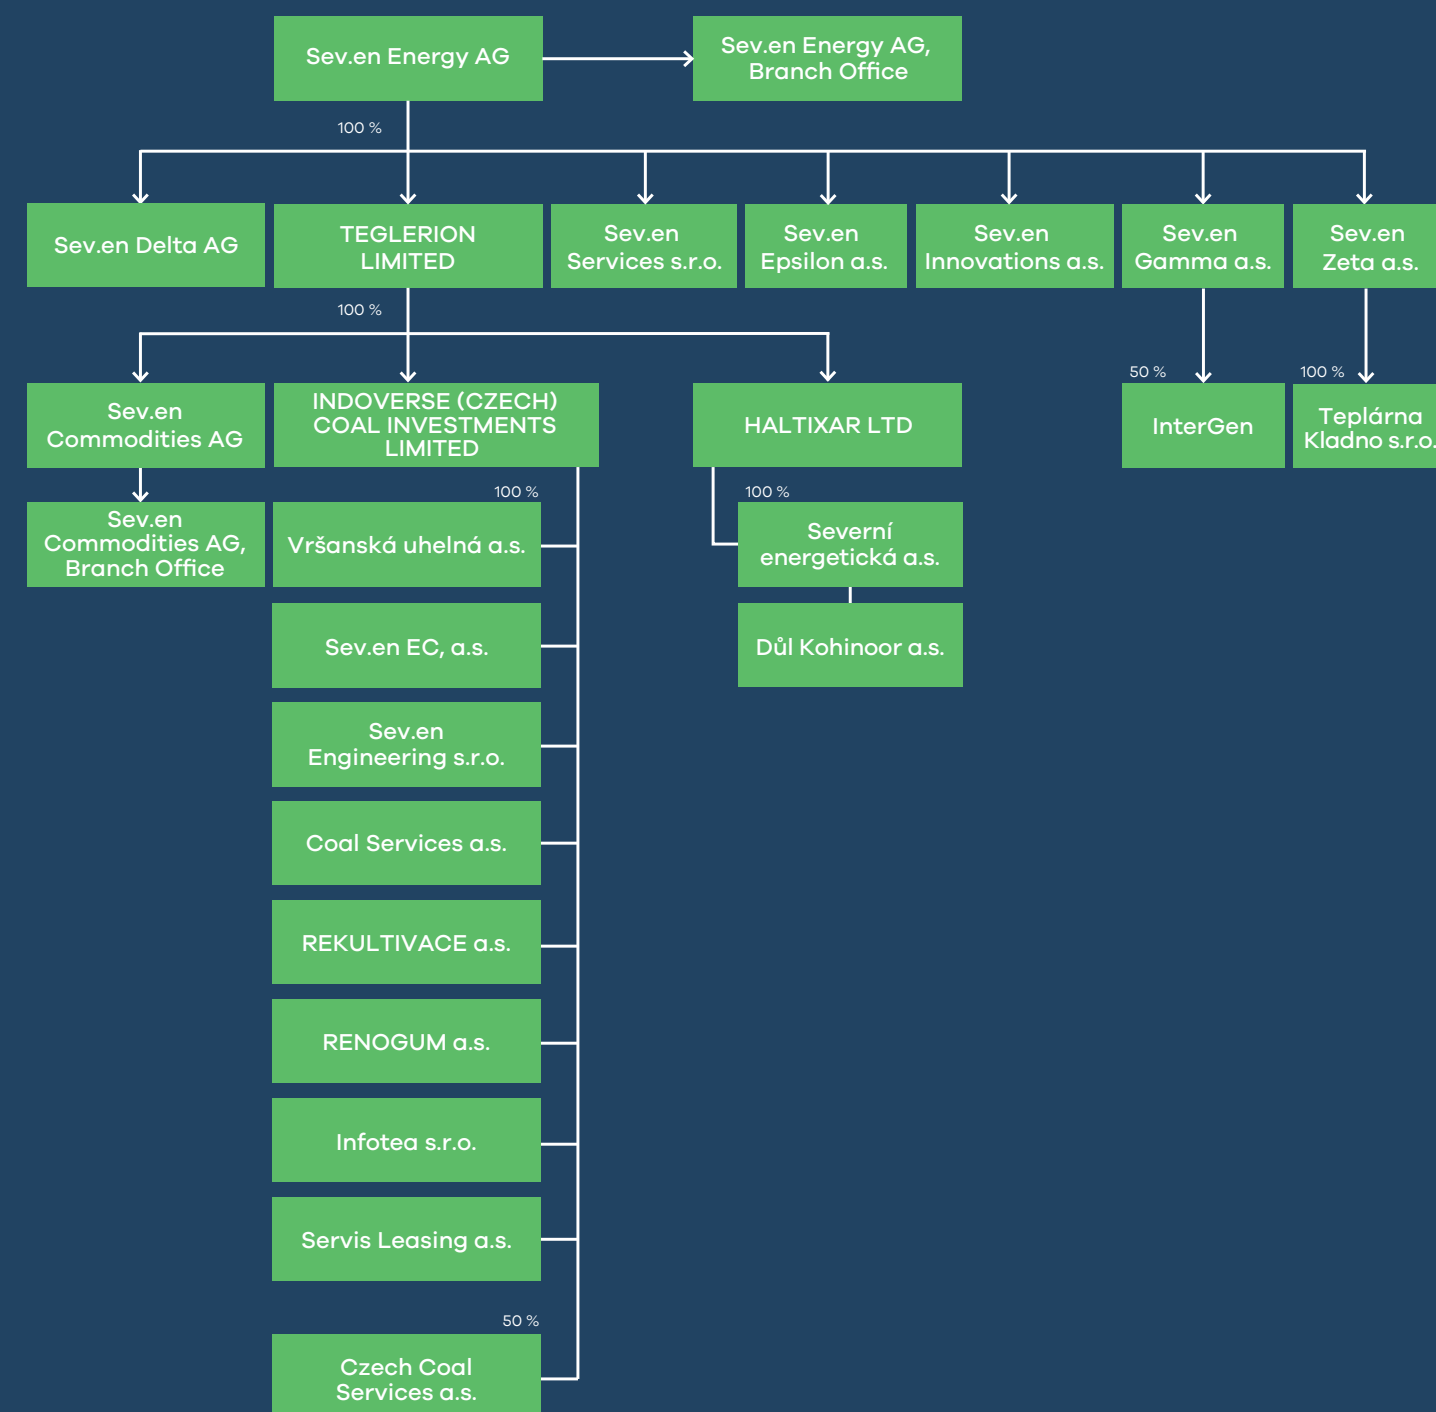 Sev.en Energy AG
Sev.en Energy AG,
Branch Office
100 %
Sev.en Delta AG
TEGLERION
LIMITED
Sev.en
Services s.r.o.
Sev.en
Epsilon a.s.
Sev.en
Innovations a.s.
Sev.en
Gamma a.s.
Sev.en
Zeta a.s.
100 %
50 %
100 %
Sev.en
Commodities AG
INDOVERSE (CZECH)
COAL INVESTMENTS
LIMITED
HALTIXAR LTD
InterGen
Teplárna
Kladno s.r.o.
100 %
100 %
Sev.en
Commodities AG,
Branch Office
Vršanská uhelná a.s.
Severní
energetická a.s.
Sev.en EC, a.s.
Důl Kohinoor a.s.
Sev.en
Engineering s.r.o.
Coal Services a.s.
REKULTIVACE a.s.
RENOGUM a.s.
Infotea s.r.o.
Servis Leasing a.s.
50 %
Czech Coal
Services a.s.